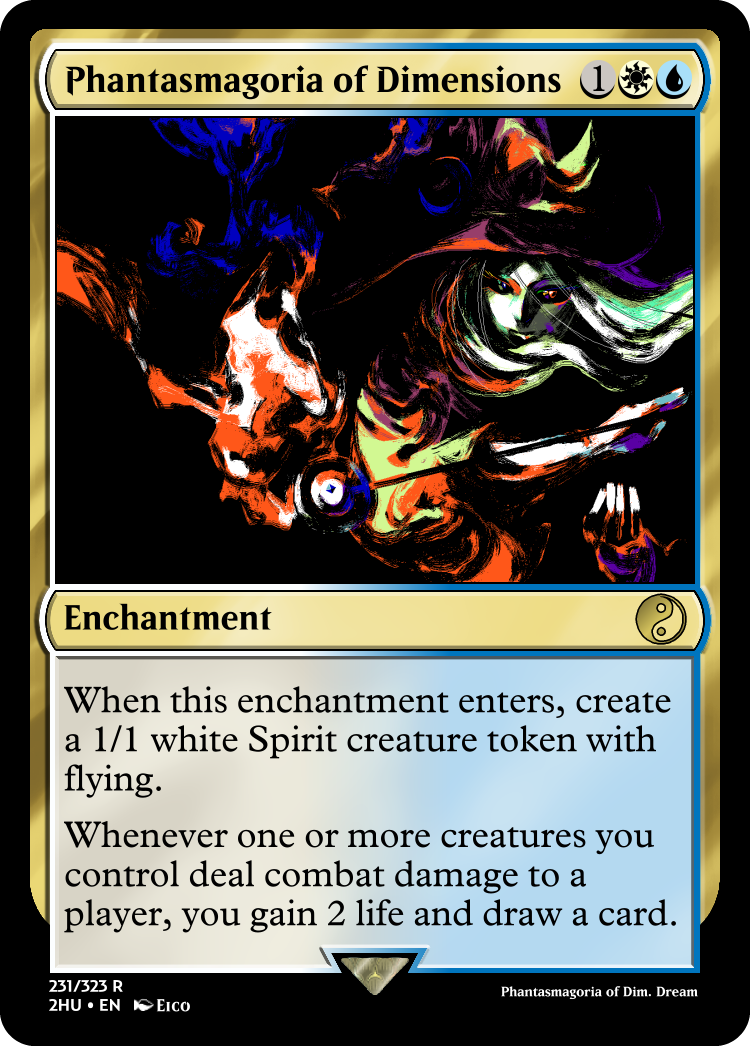 Phantasmagoria of Dimensions 1
Enchantment
When this enchantment enters, create
a 1/1 white Spirit creature token with
flying.
Whenever one or more creatures you
control deal combat damage to a
player, you gain 2 life and draw a card.
231/323 R
2HU • EN Eico
Phantasmagoria of Dim. Dream